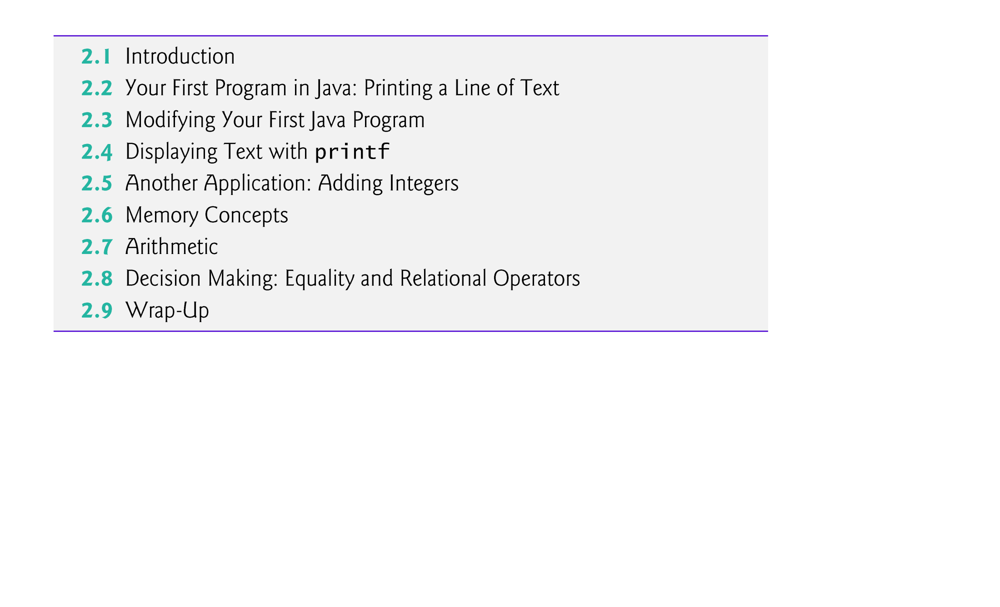 2.1 Introduction
2.2 Your First Program in Java: Printing a Line of Text
2.3 Modifying Your First Java Program
2.4 Displaying Text with printf
2.5 Another Application: Adding Integers
2.6 Memory Concepts
2.7 Arithmetic
2.8 Decision Making: Equality and Relational Operators
2.9 Wrap-Up